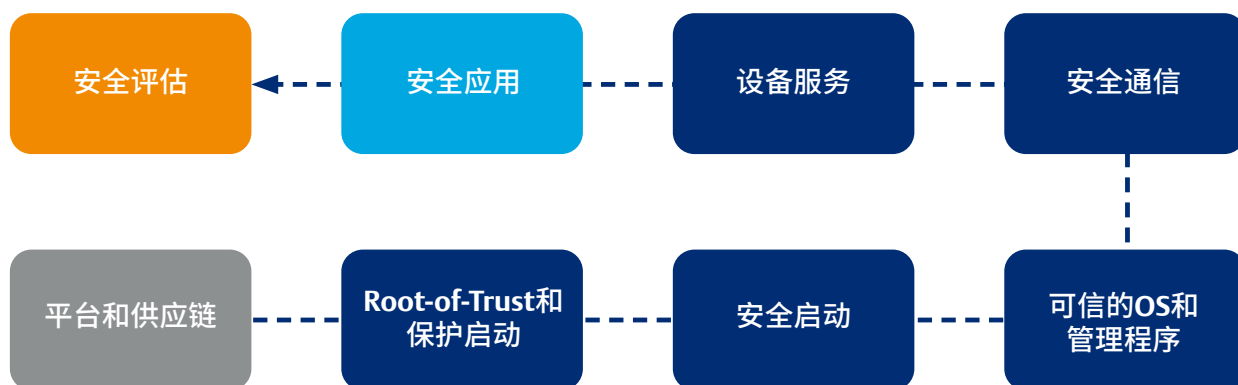 安全评估
安全应用
设备服务
安全通信
平台和供应链
Root-of-Trust和
保护启动
安全启动
可信的OS和
管理程序